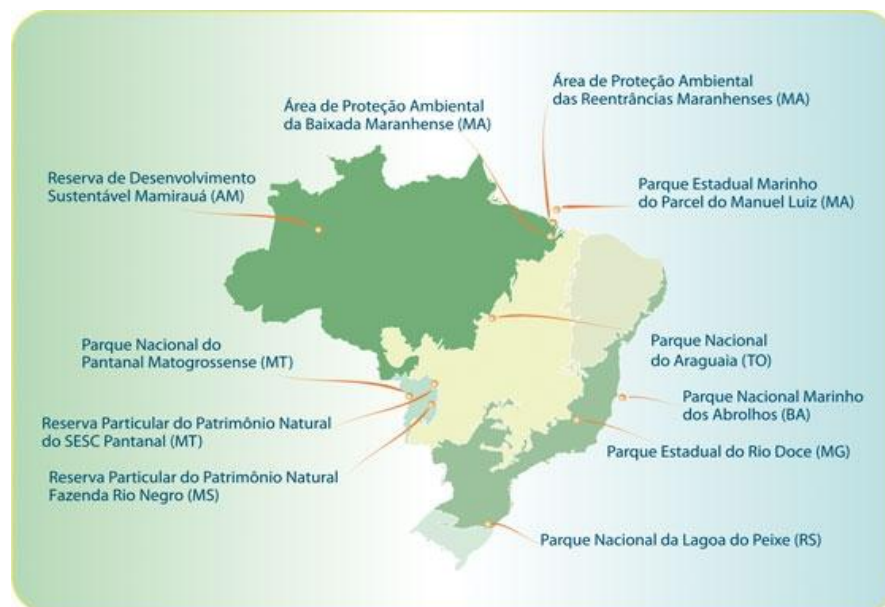 Área de Proteção Ambiental
das Reentrâncias Maranhenses (MA)
Área de Proteção Ambiental
da Baixada Maranhense (MA)
Reserva de Desenvolvimento
Sustentável Mamirauá (AM)
Parque Estadual Marinho
do Parcel do Manuel Luiz (MA)
Parque Nacional do
Pantanal Matogrossense (MT)
Parque Nacional
do Araguaia (TO)
Parque Nacional Marinho
dos Abrolhos (BA)
Reserva Particular do Patrimônio Natural
do SESC Pantanal (MT)
Parque Estadual do Rio Doce (MG)
Reserva Particular do Patrimônio Natural
Fazenda Rio Negro (MS)
Parque Nacional da Lagoa do Peixe (RS)